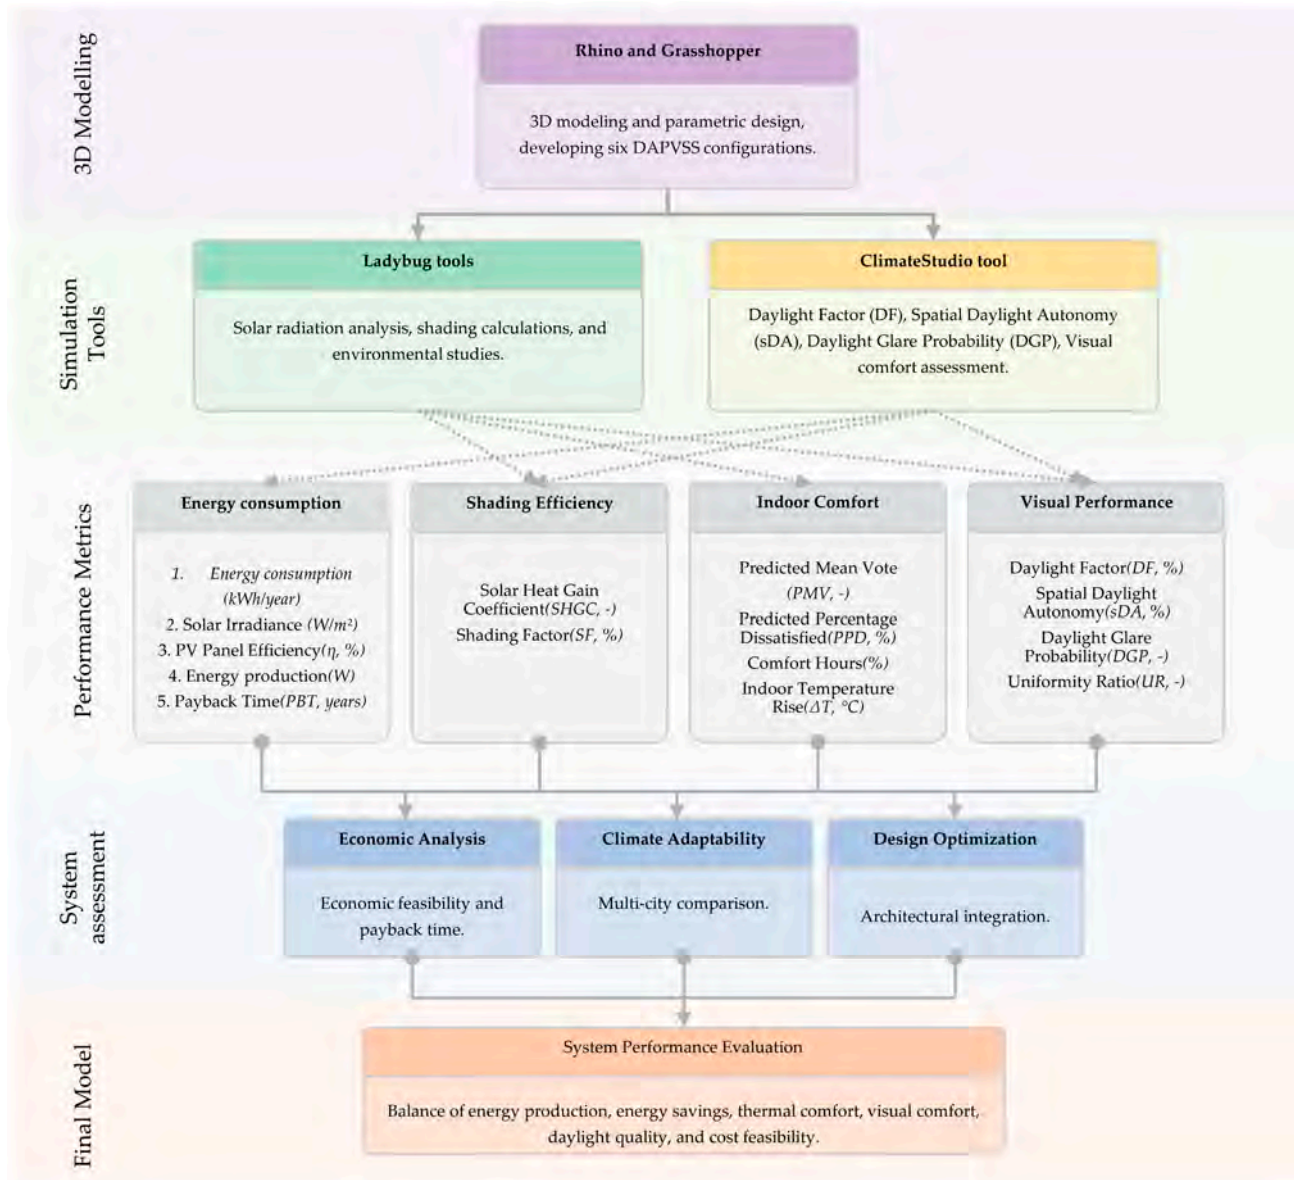 3D Modelling
Rhino and Grasshopper
3D modeling and parametric design,
developing six DAPVSS configurations.
Simulation
Tools
Ladybug tools
Solar radiation analysis, shading calculations, and
environmental studies.
ClimateStudio tool
Daylight Factor (DF), Spatial Daylight Autonomy
(sDA), Daylight Glare Probability (DGP), Visual
comfort assessment.
Performance Metrics
Energy consumption
1. Energy consumption
(kWh/year)
2. Solar Irradiance (W/m²)
3. PV Panel Efficiency(η, %)
4. Energy production(W)
5. Payback Time(PBT, years)
Shading Efficiency
Solar Heat Gain
Coefficient(SHGC, -)
Shading Factor(SF, %)
Indoor Comfort
Predicted Mean Vote
(PMV, -)
Predicted Percentage
Dissatisfied(PPD, %)
Comfort Hours(%)
Indoor Temperature
Rise(ΔT, °C)
Visual Performance
Daylight Factor(DF, %)
Spatial Daylight
Autonomy(sDA, %)
Daylight Glare
Probability(DGP, -)
Uniformity Ratio(UR, -)
System
assessment
Economic Analysis
Economic feasibility and
payback time.
Climate Adaptability
Multi-city comparison.
Design Optimization
Architectural integration.
Final Model
System Performance Evaluation
Balance of energy production, energy savings, thermal comfort, visual comfort,
daylight quality, and cost feasibility.